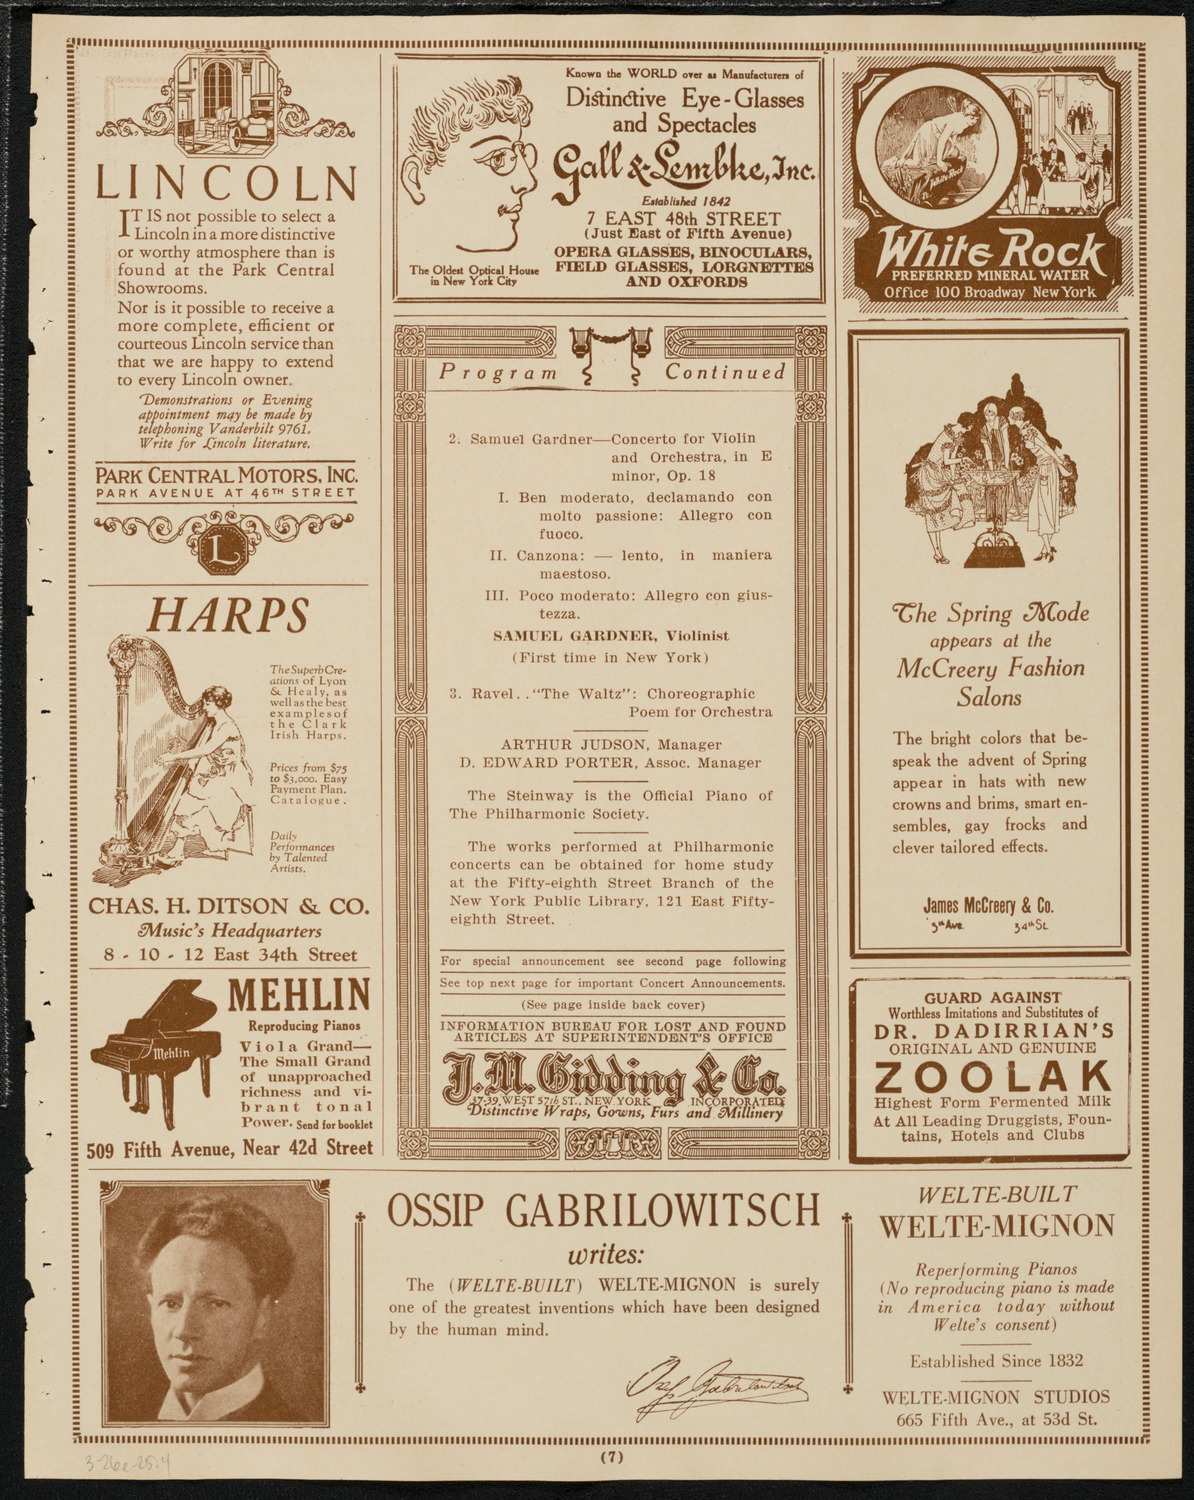 LINCOLN
IT IS not possible to select a
Lincoln in a more distinctive
or worthy atmosphere than is
found at the Park Central
Showrooms.
Nor is it possible to receive a
more complete, efficient or
courteous Lincoln service than
that we are happy to extend
to every Lincoln owner.
Demonstrations or Evening
appointment may be made by
telephoning Vanderbilt 9761.
Write for Lincoln literature.
PARK CENTRAL MOTORS, INC.
PARK AVENUE AT 46TH STREET
L
HARPS
The Superb Cre-
ations of Lyon
& Healy, as
well as the best
examples of
the Clark
Irish Harps.
Prices from $75
to $3,000. Easy
Payment Plan.
Catalogue.
Daily
Performances
by Talented
Artists.
CHAS. H. DITSON & CO.
Music's Headquarters
8 - 10 - 12 East 34th Street
MEHLIN
Reproducing Pianos
Mehlin
Viola Grand—
The Small Grand
of unapproached
richness and vi-
brant tonal
Power. Send for booklet
509 Fifth Avenue, Near 42d Street
Known the WORLD over as Manufacturers of
Distinctive Eye-Glasses
and Spectacles
Gall & Lembke, Inc.
Established 1842
7 EAST 48th STREET
(Just East of Fifth Avenue)
OPERA GLASSES, BINOCULARS,
FIELD GLASSES, LORGNETTES
AND OXFORDS
The Oldest Optical House
in New York City
Program Continued
2. Samuel Gardner—Concerto for Violin
and Orchestra, in E
minor, Op. 18
I. Ben moderato, declamando con
molto passione: Allegro con
fuoco.
II. Canzona: — lento, in maniera
maestoso.
III. Poco moderato: Allegro con gius-
tezza.
SAMUEL GARDNER, Violinist
(First time in New York)
3. Ravel.."The Waltz": Choreographic
Poem for Orchestra
ARTHUR JUDSON, Manager
D. EDWARD PORTER, Assoc. Manager
The Steinway is the Official Piano of
The Philharmonic Society.
The works performed at Philharmonic
concerts can be obtained for home study
at the Fifty-eighth Street Branch of the
New York Public Library, 121 East Fifty-
eighth Street.
For special announcement see second page following
See top next page for important Concert Announcements.
(See page inside back cover)
INFORMATION BUREAU FOR LOST AND FOUND
ARTICLES AT SUPERINTENDENT'S OFFICE
J. M. Gidding & Co.
37-39, WEST 57th ST., NEW YORK INCORPORATED
Distinctive Wraps, Gowns, Furs and Millinery
White Rock
PREFERRED MINERAL WATER
Office 100 Broadway New York
The Spring Mode
appears at the
McCreery Fashion
Salons
The bright colors that be-
speak the advent of Spring
appear in hats with new
crowns and brims, smart en-
sembles, gay frocks and
clever tailored effects.
James McCreery & Co.
5th Ave. 34th St.
GUARD AGAINST
Worthless Imitations and Substitutes of
DR. DADIRRIAN'S
ORIGINAL AND GENUINE
ZOOLAK
Highest Form Fermented Milk
At All Leading Druggists, Foun-
tains, Hotels and Clubs
OSSIP GABRILOWITSCH
writes:
The (WELTE-BUILT) WELTE-MIGNON is surely
one of the greatest inventions which have been designed
by the human mind.
Ossip Gabrilowitsch
WELTE-BUILT
WELTE-MIGNON
Reperforming Pianos
(No reproducing piano is made
in America today without
Welte's consent)
Established Since 1832
WELTE-MIGNON STUDIOS
665 Fifth Ave., at 53d St.
(7)